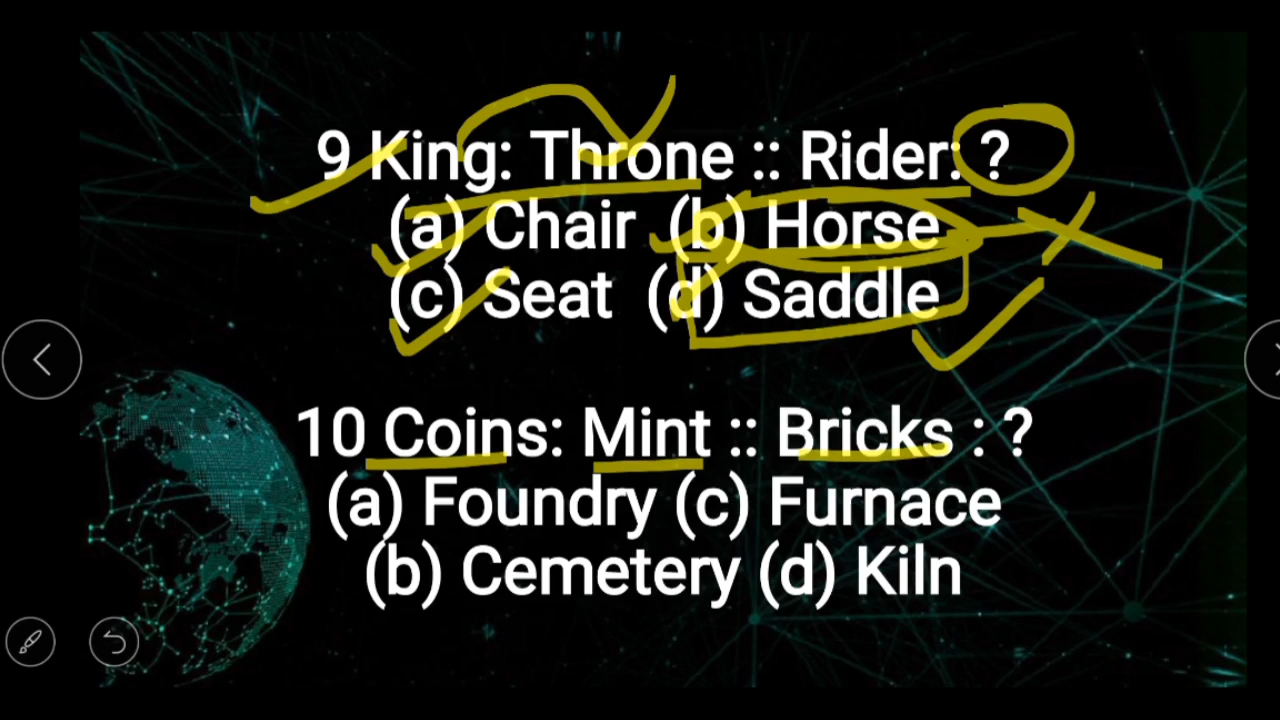 9 King: Throne :: Rider: ?
(a) Chair (b) Horse
(c) Seat (d) Saddle
10 Coins: Mint :: Bricks : ?
(a) Foundry (c) Furnace
(b) Cemetery (d) Kiln